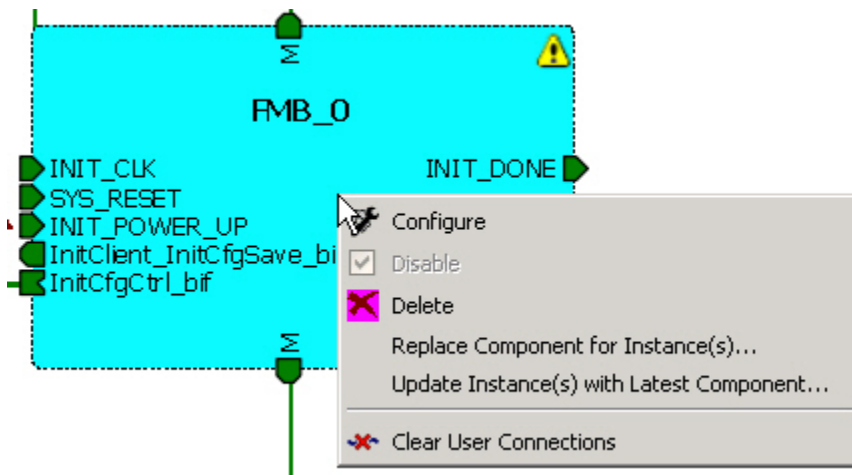 M
FMB_0
INIT_CLK
INIT_DONE
SYS_RESET
INIT_POWER_UP
InitClient_InitCfgSave_bi
InitCfgCtrl_bif
M
Configure
Disable
Delete
Replace Component for Instance(s)...
Update Instance(s) with Latest Component...
Clear User Connections